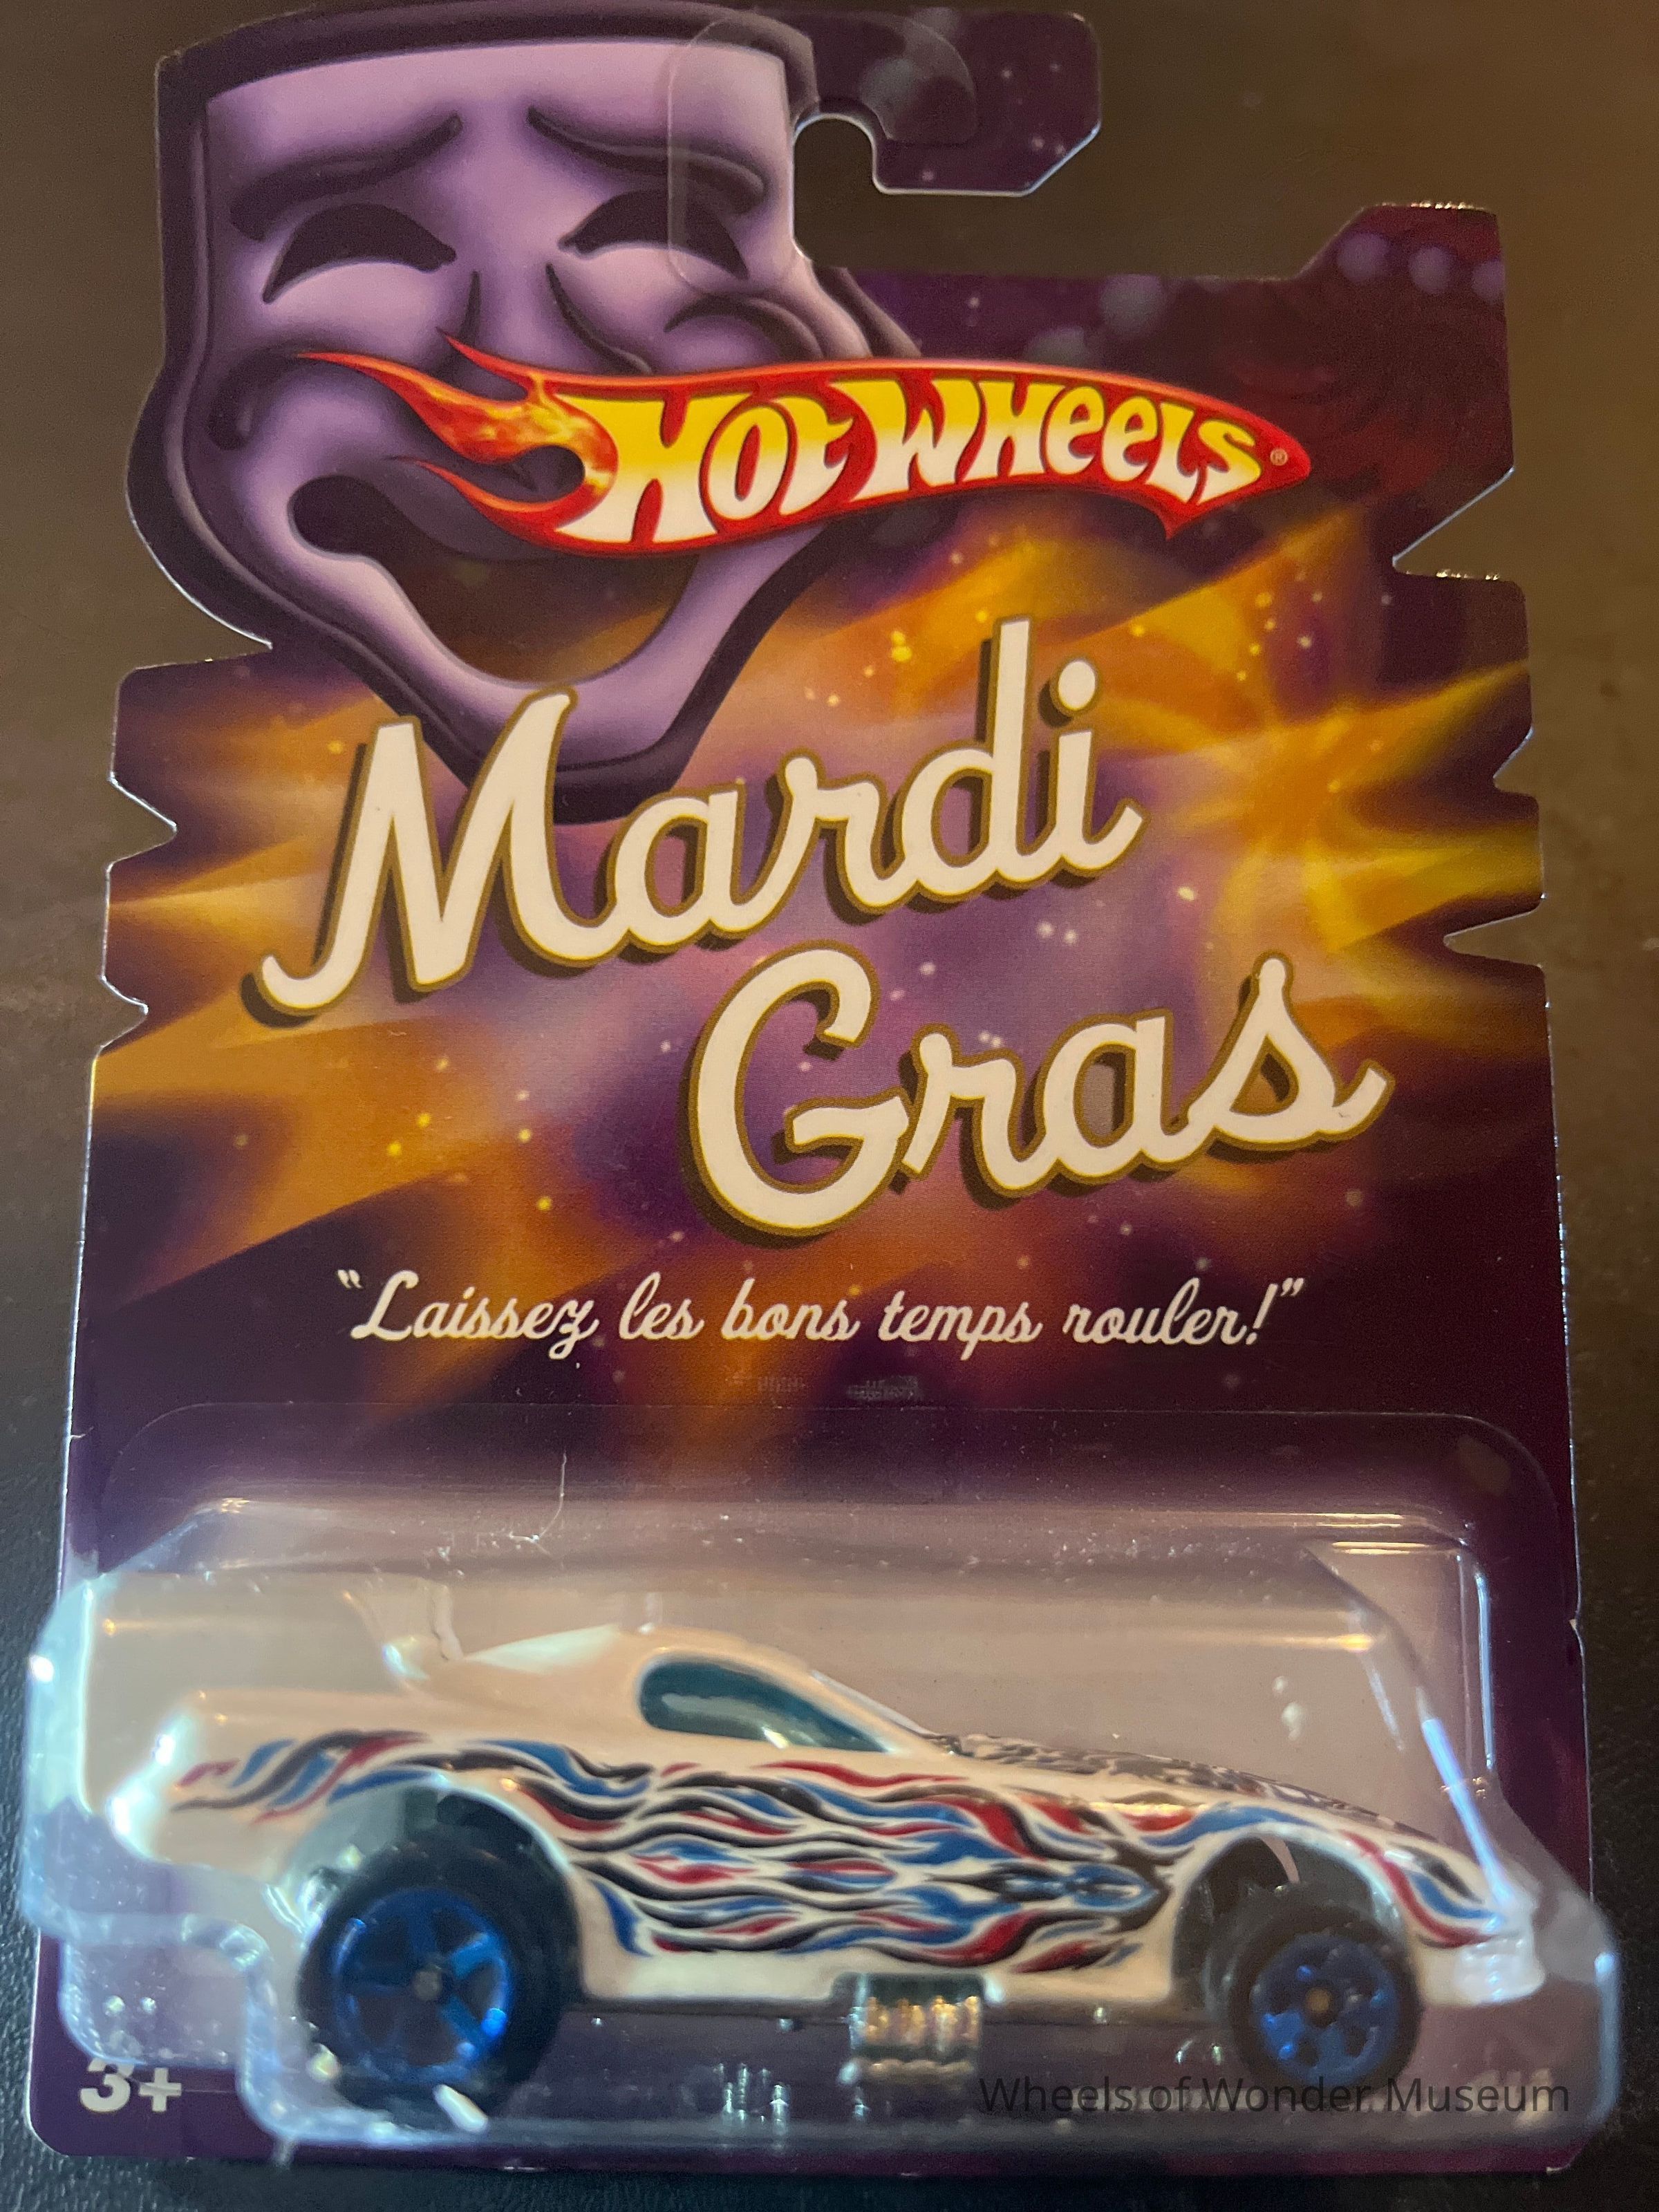 HOT WHEELS®
Mardi
Gras
"Laissez les bons temps rouler!"
3+
Wheels of Wonder Museum